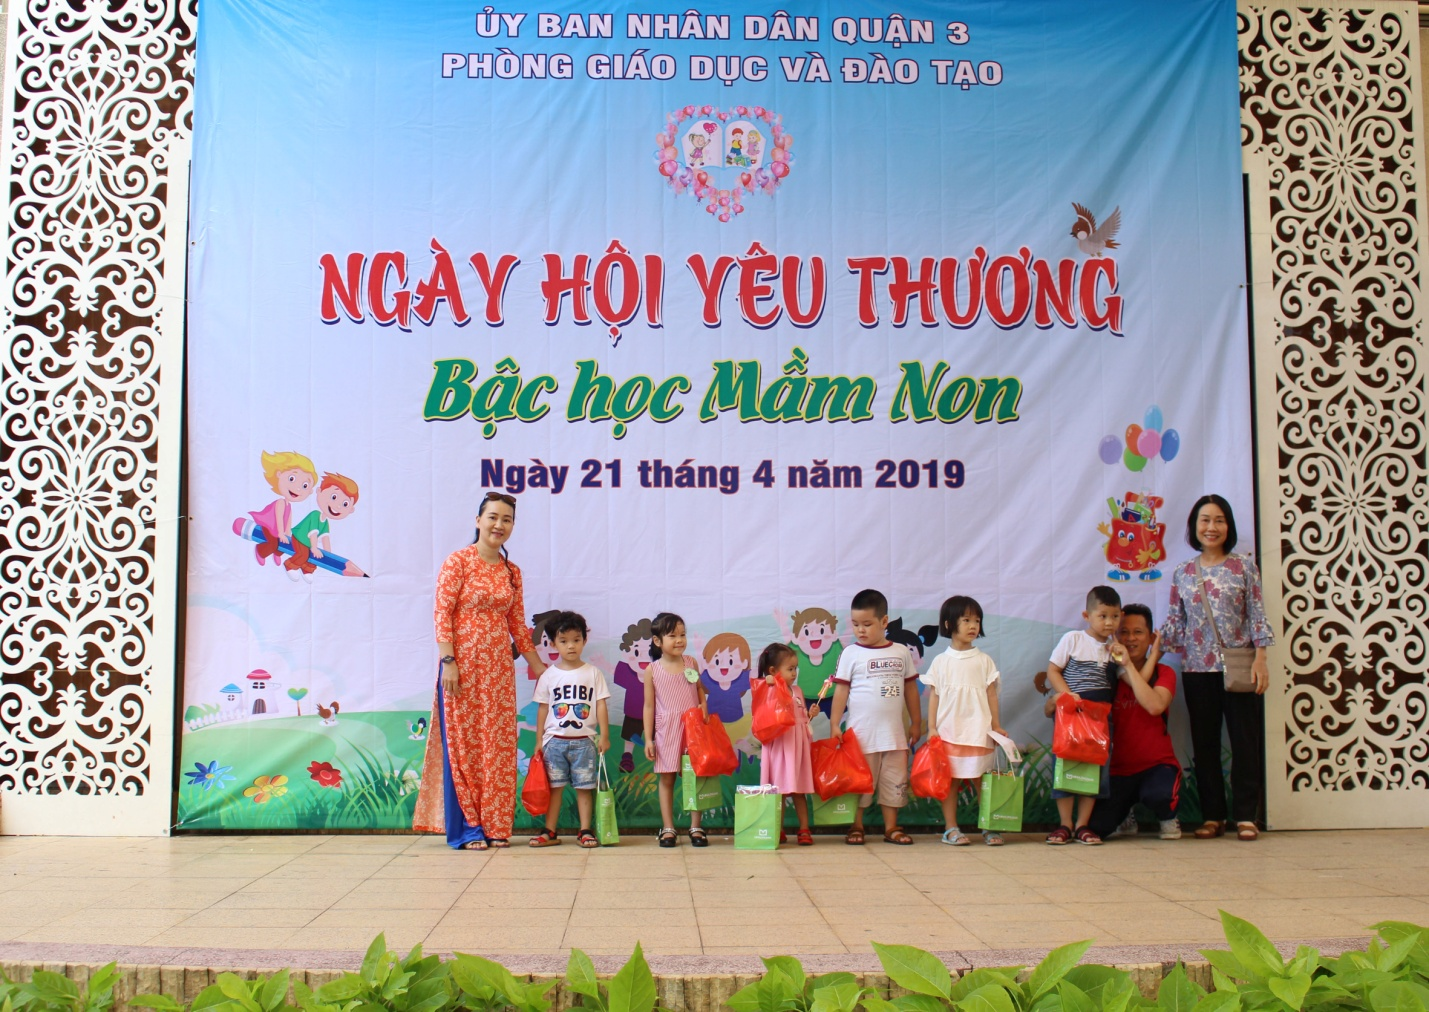 ỦY BAN NHÂN DÂN QUẬN 3
PHÒNG GIÁO DỤC VÀ ĐÀO TẠO
NGÀY HỘI YÊU THƯƠNG
Bậc học Mầm Non
Ngày 21 tháng 4 năm 2019
SEIBI
24